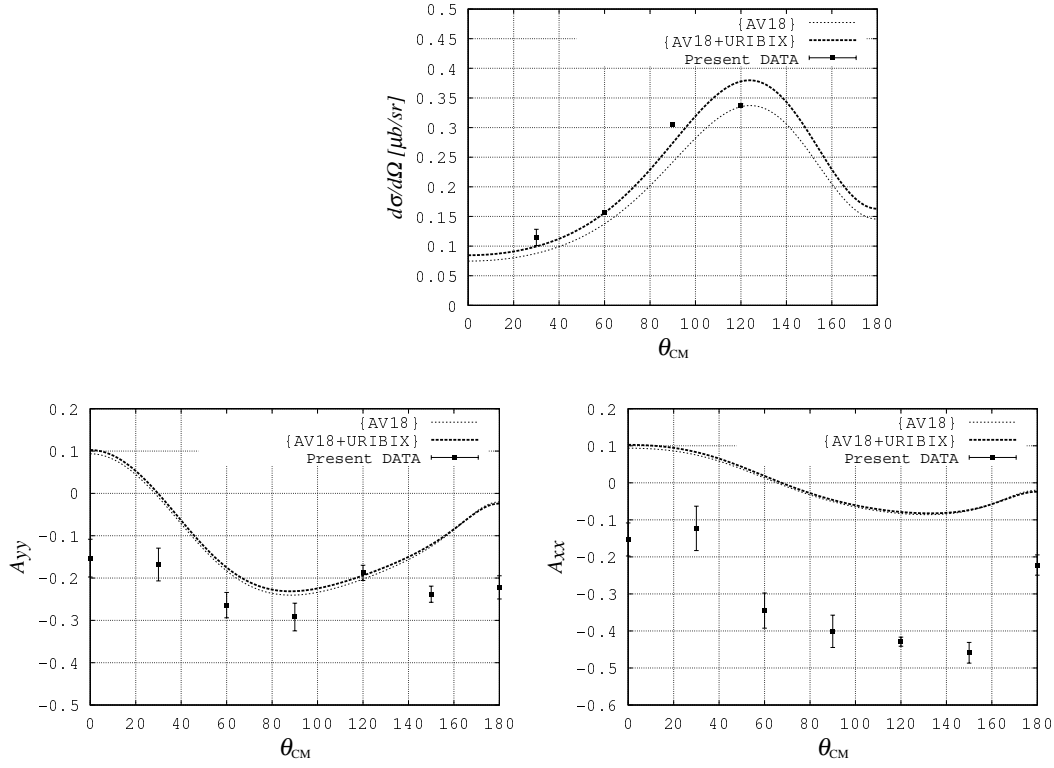 0.5
0.45
0.4
0.35
0.3
0.25
0.2
0.15
0.1
0.05
0
dσ/dΩ [μb/sr]
{AV18}
{AV18+URIBIX}
Present DATA
0 20 40 60 80 100 120 140 160 180
θCM
0.2
0.1
0
-0.1
-0.2
-0.3
-0.4
-0.5
Ayy
{AV18}
{AV18+URIBIX}
Present DATA
0 20 40 60 80 100 120 140 160 180
θCM
0.2
0.1
0
-0.1
-0.2
-0.3
-0.4
-0.5
-0.6
Axx
{AV18}
{AV18+URIBIX}
Present DATA
0 20 40 60 80 100 120 140 160 180
θCM